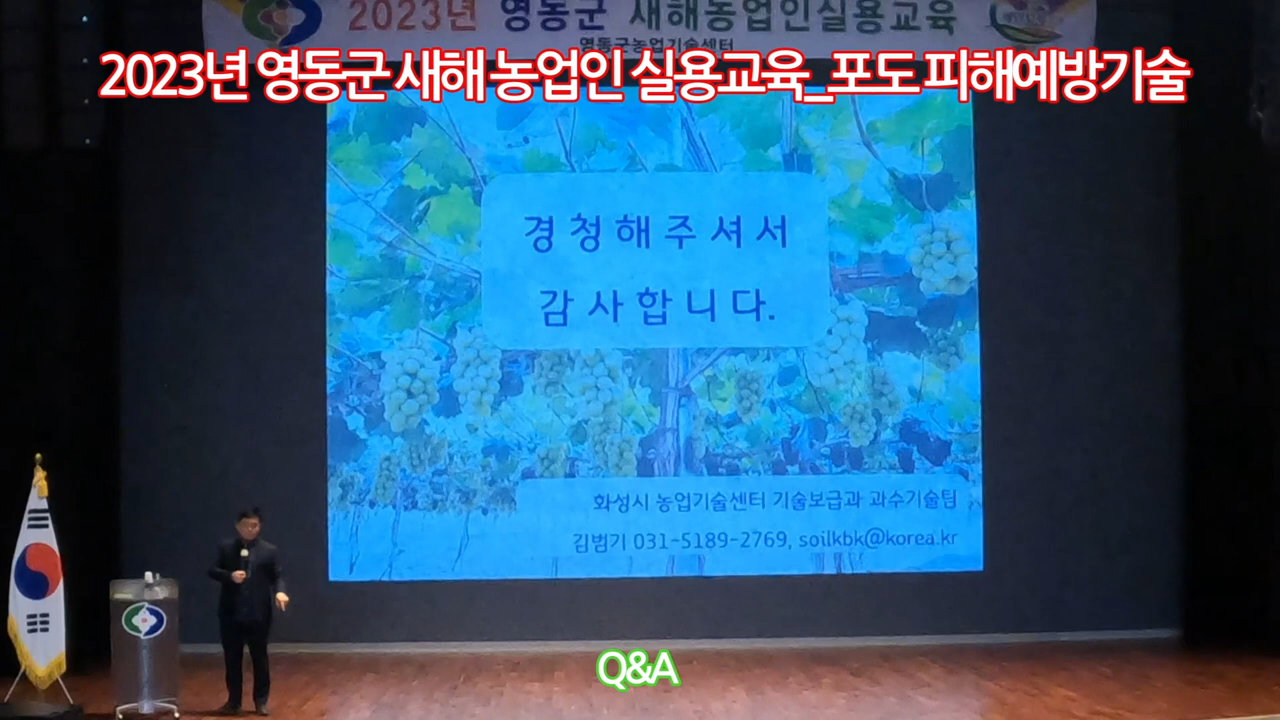 2023년 영동군 새해농업인실용교육
영동군농업기술센터
2023년 영동군 새해 농업인 실용교육_포도 피해예방기술
경청해주셔서
감사합니다.
화성시 농업기술센터 기술보급과 과수기술팀
김범기 031-5189-2769, soilkbk@korea.kr
Q&A